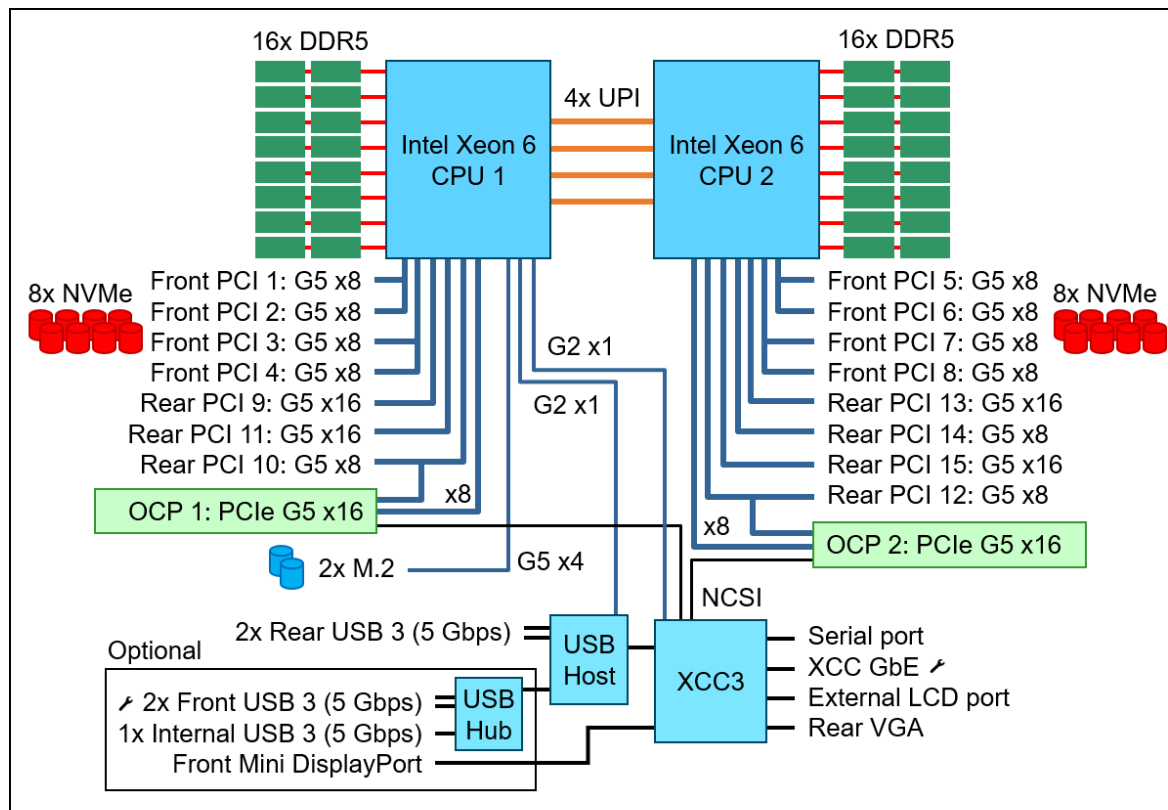 16x DDR5
16x DDR5
4x UPI
Intel Xeon 6
CPU 1
Intel Xeon 6
CPU 2
8x NVMe
Front PCI 1: G5 x8
Front PCI 2: G5 x8
Front PCI 3: G5 x8
Front PCI 4: G5 x8
Rear PCI 9: G5 x16
Rear PCI 11: G5 x16
Rear PCI 10: G5 x8
x8
OCP 1: PCIe G5 x16
2x M.2
G5 x4
G2 x1
G2 x1
Front PCI 5: G5 x8
Front PCI 6: G5 x8
Front PCI 7: G5 x8
Front PCI 8: G5 x8
8x NVMe
Rear PCI 13: G5 x16
Rear PCI 14: G5 x8
Rear PCI 15: G5 x16
Rear PCI 12: G5 x8
x8
OCP 2: PCIe G5 x16
NCSI
2x Rear USB 3 (5 Gbps)
USB
Host
XCC3
Serial port
XCC GbE
External LCD port
Rear VGA
Optional
2x Front USB 3 (5 Gbps)
1x Internal USB 3 (5 Gbps)
USB
Hub
Front Mini DisplayPort